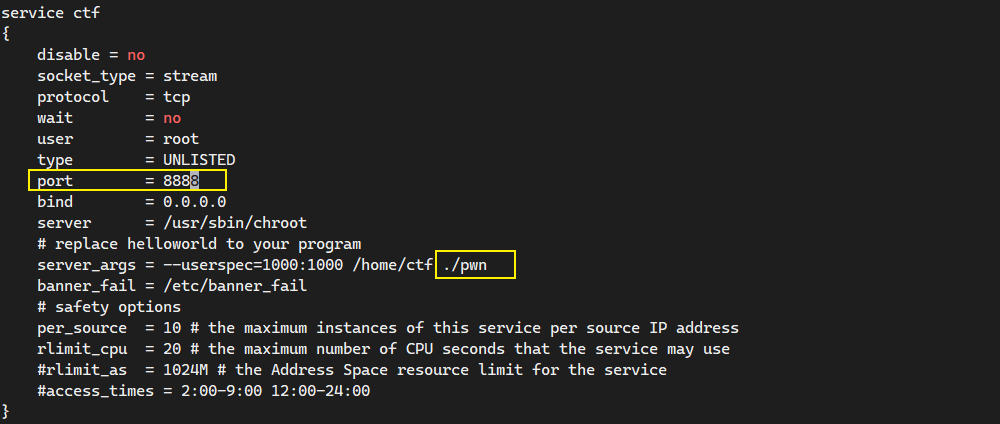 service ctf
{
    disable = no
    socket_type = stream
    protocol    = tcp
    wait        = no
    user        = root
    type        = UNLISTED
    port        = 8888
    bind        = 0.0.0.0
    server      = /usr/sbin/chroot
    # replace helloworld to your program
    server_args = --userspec=1000:1000 /home/ctf ./pwn
    banner_fail = /etc/banner_fail
    # safety options
    per_source  = 10 # the maximum instances of this service per source IP address
    rlimit_cpu  = 20 # the maximum number of CPU seconds that the service may use
    #rlimit_as  = 1024M # the Address Space resource limit for the service
    #access_times = 2:00-9:00 12:00-24:00
}